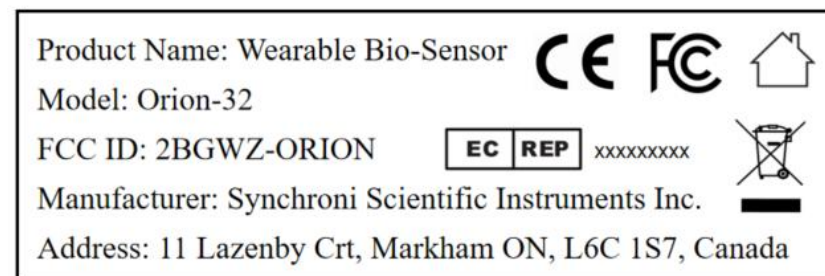 Product Name: Wearable Bio-Sensor CE FC
Model: Orion-32
FCC ID: 2BGWZ-ORION EC REP xxxxxxxxx
Manufacturer: Synchroni Scientific Instruments Inc.
Address: 11 Lazenby Crt, Markham ON, L6C 1S7, Canada